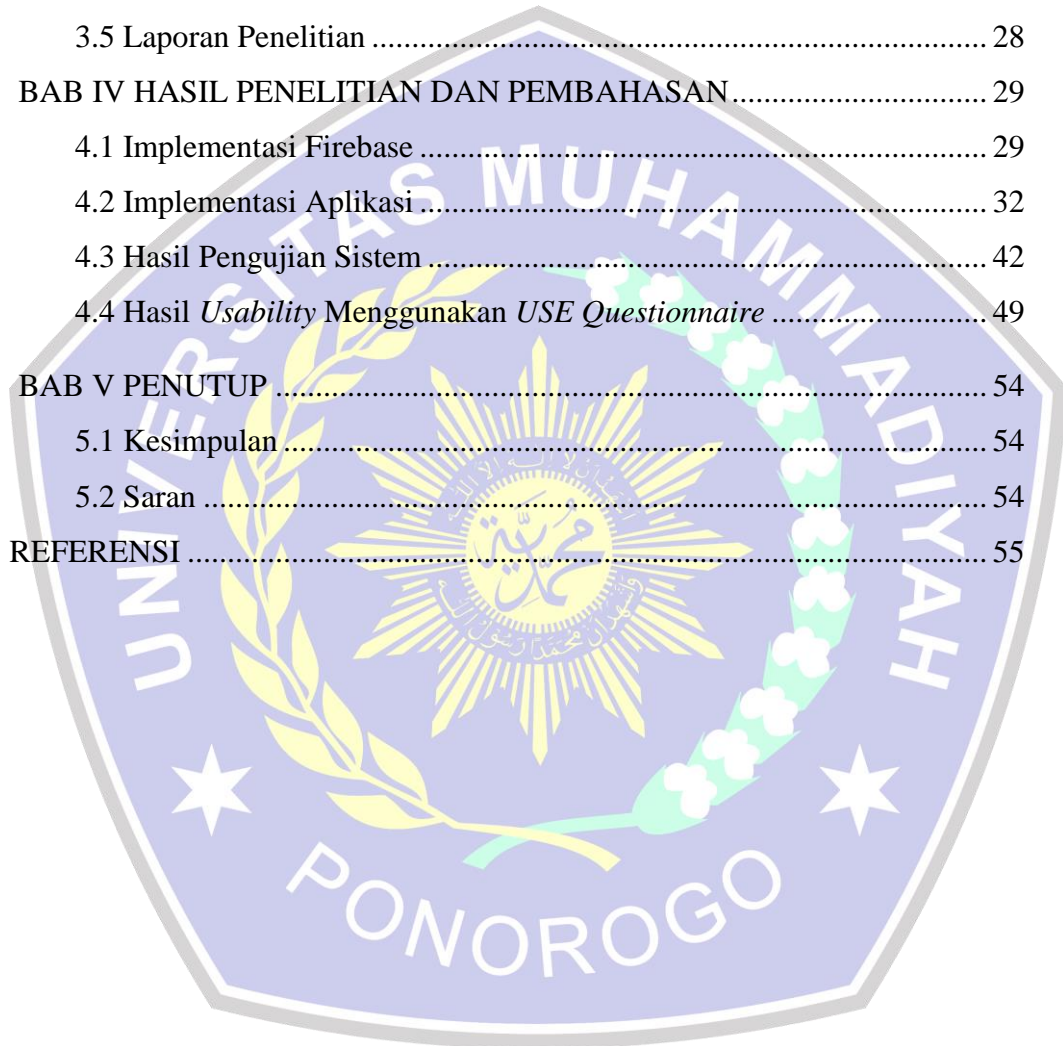 3.5 Laporan Penelitian ........................................ 28
BAB IV HASIL PENELITIAN DAN PEMBAHASAN ........................................ 29
4.1 Implementasi Firebase ........................................ 29
4.2 Implementasi Aplikasi ........................................ 32
4.3 Hasil Pengujian Sistem ........................................ 42
4.4 Hasil Usability Menggunakan USE Questionnaire ........................................ 49
BAB V PENUTUP ........................................ 54
5.1 Kesimpulan ........................................ 54
5.2 Saran ........................................ 54
REFERENSI ........................................ 55
UNIVERSITAS MUHAMMADIYAH
محمدية
PONOROGO